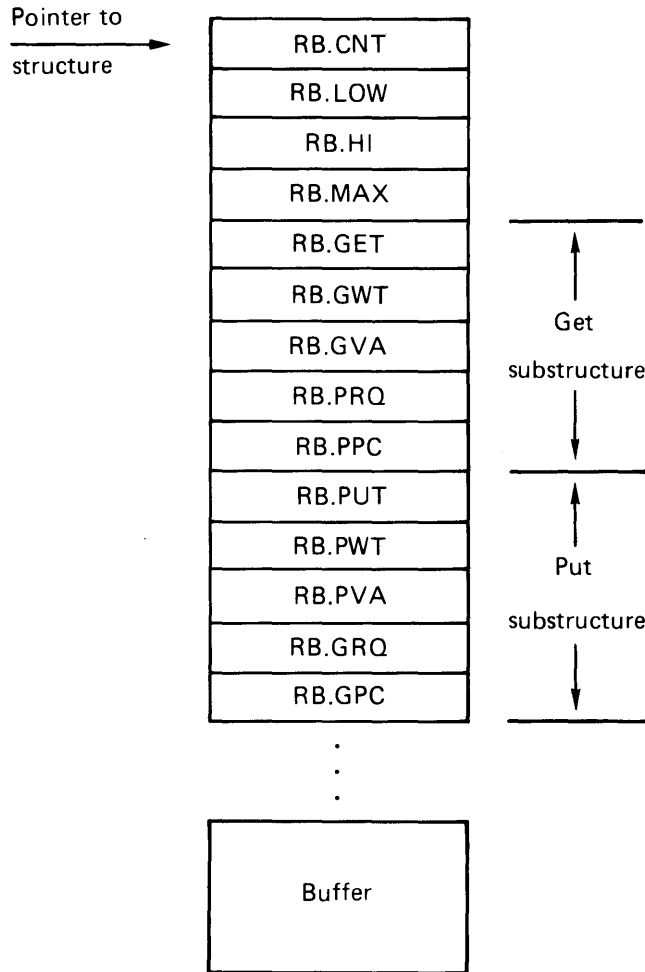 Pointer to
structure
RB.CNT
RB.LOW
RB.HI
RB.MAX
RB.GET
RB.GWT
RB.GVA
RB.PRQ
RB.PPC
Get
substructure
RB.PUT
RB.PWT
RB.PVA
RB.GRQ
RB.GPC
Put
substructure
Buffer